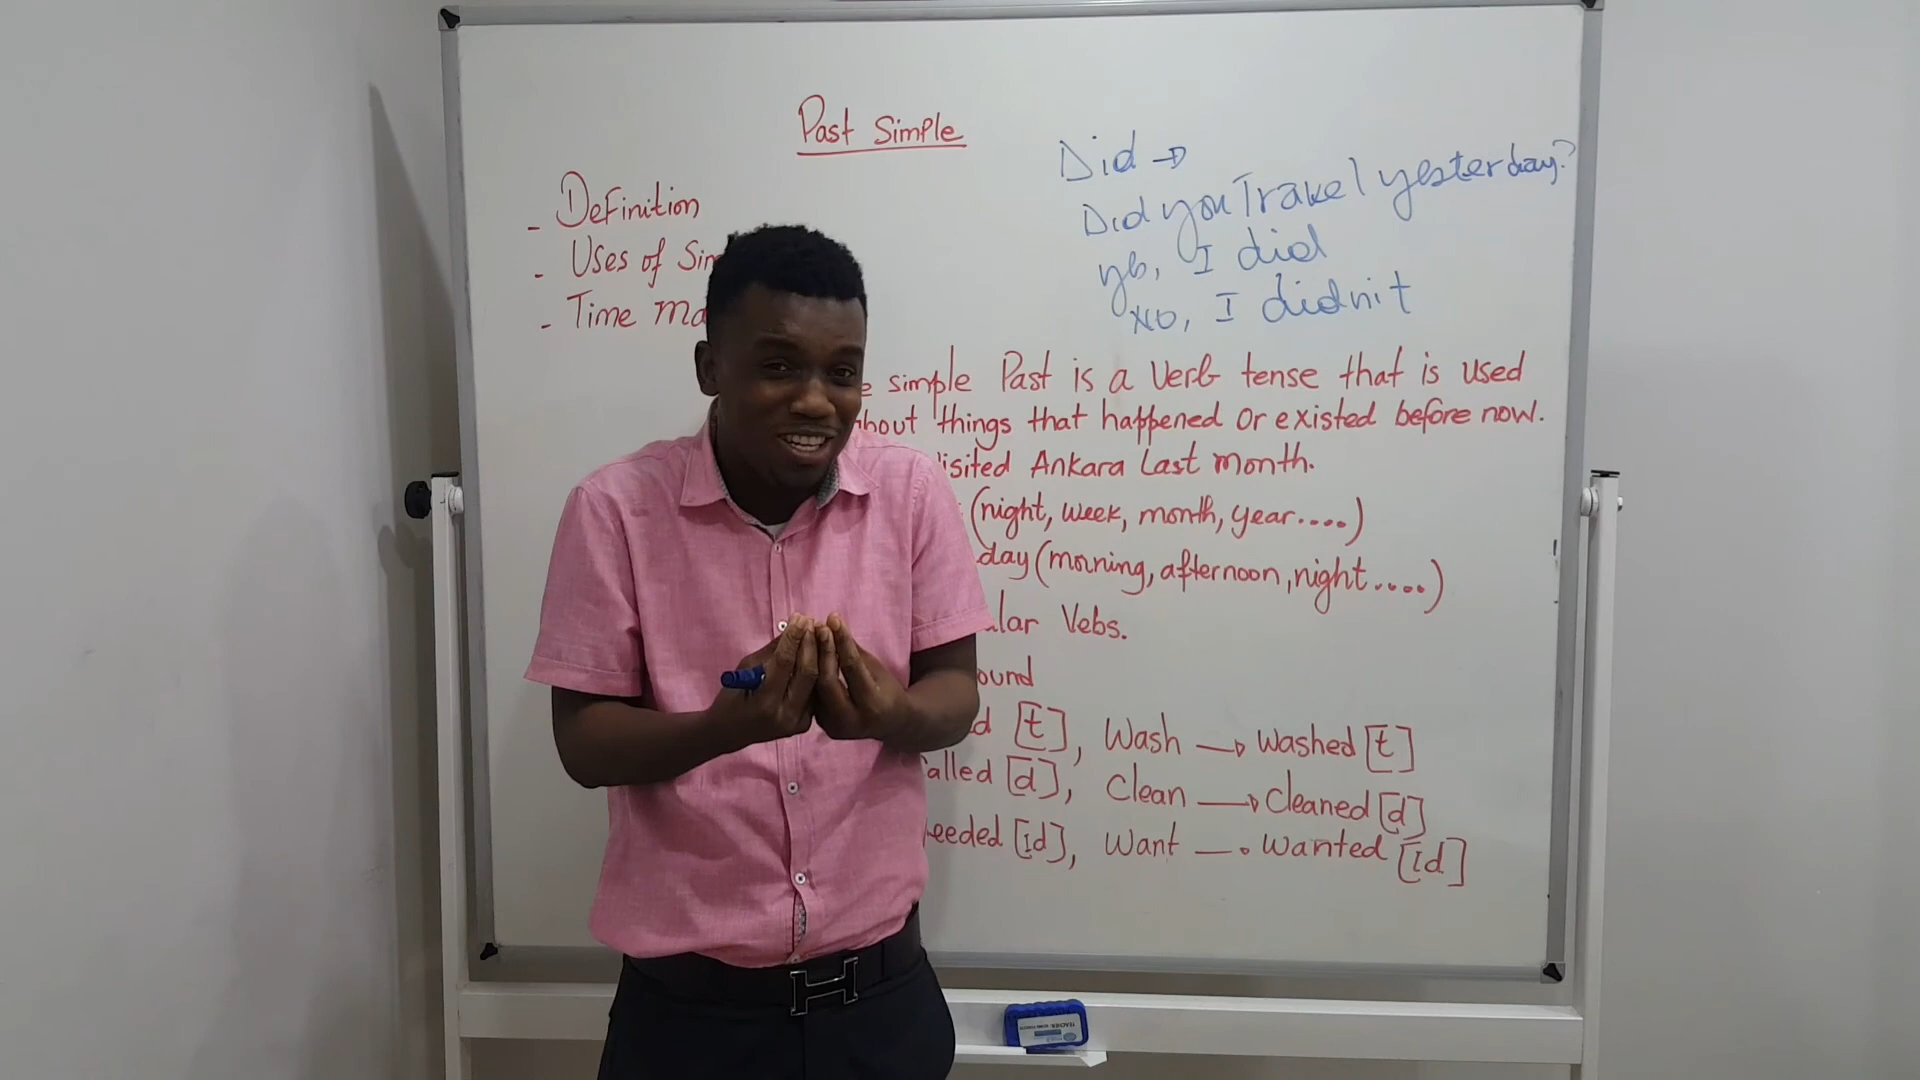 Past Simple
- Definition
- Uses of Sim
- Time Ma
Did →
Did you Travel yesterday?
yes, I did
No, I didn't
simple Past is a Verb tense that is used
about things that happened or existed before now.
isited Ankara Last month.
(night, week, month, year....)
day (morning, afternoon, night.....)
ular Vebs.
ound
d [t], Wash → washed [t]
alled [d], Clean → Cleaned [d]
eeded [Id], Want → Wanted [Id]